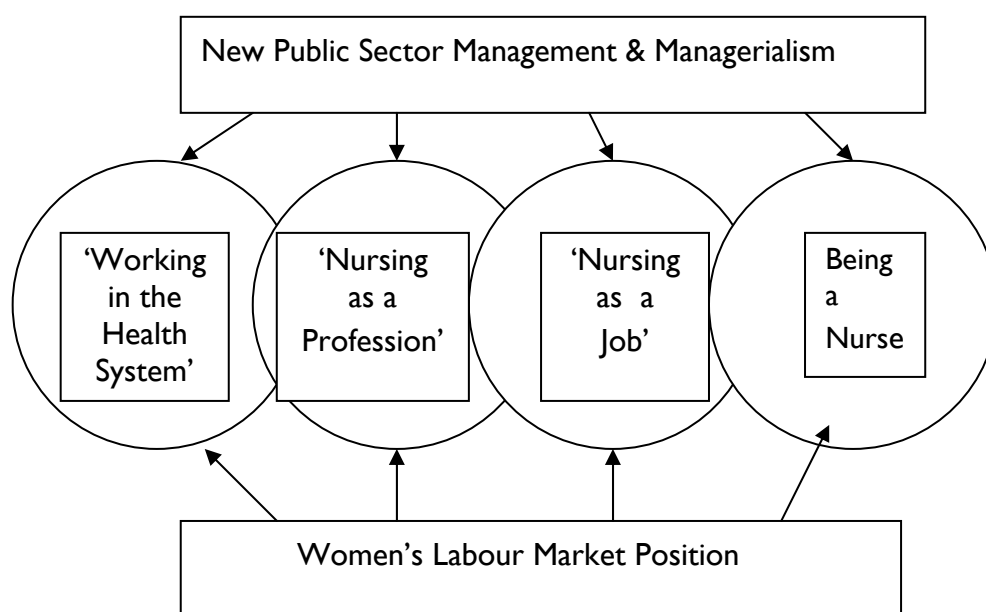 New Public Sector Management & Managerialism
‘Working
in the
Health
System’
‘Nursing
as a
Profession’
‘Nursing
as a
Job’
Being
a
Nurse
Women’s Labour Market Position